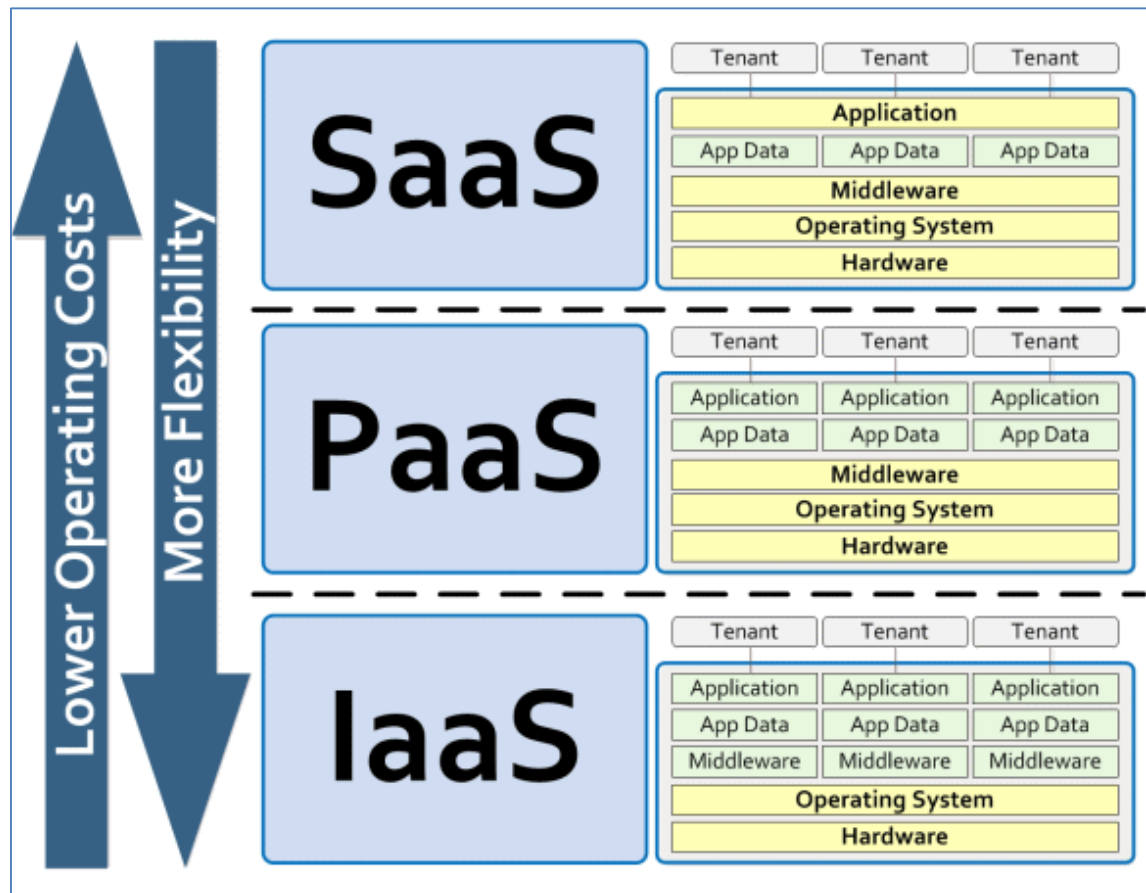 Lower Operating Costs
More Flexibility
SaaS
Tenant Tenant Tenant
Application
App Data App Data App Data
Middleware
Operating System
Hardware
PaaS
Tenant Tenant Tenant
Application Application Application
App Data App Data App Data
Middleware
Operating System
Hardware
IaaS
Tenant Tenant Tenant
Application Application Application
App Data App Data App Data
Middleware Middleware Middleware
Operating System
Hardware